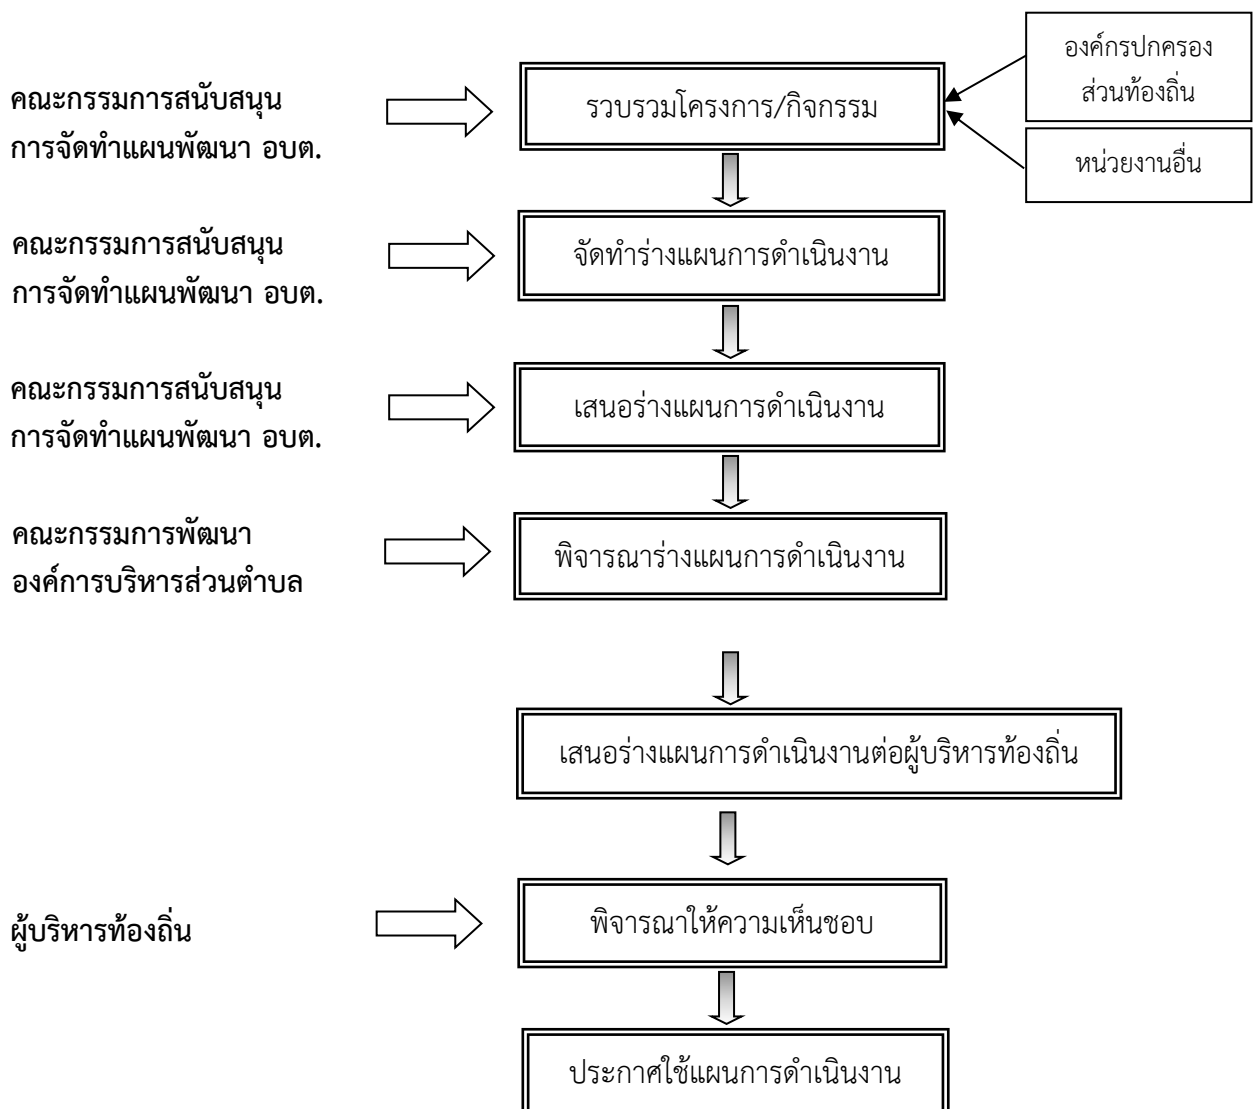 องค์กรปกครอง
ส่วนท้องถิ่น
คณะกรรมการสนับสนุน
การจัดทำแผนพัฒนา อบต.
รวบรวมโครงการ/กิจกรรม
หน่วยงานอื่น
คณะกรรมการสนับสนุน
การจัดทำแผนพัฒนา อบต.
จัดทำร่างแผนการดำเนินงาน
คณะกรรมการสนับสนุน
การจัดทำแผนพัฒนา อบต.
เสนอร่างแผนการดำเนินงาน
คณะกรรมการพัฒนา
องค์การบริหารส่วนตำบล
พิจารณาร่างแผนการดำเนินงาน
เสนอร่างแผนการดำเนินงานต่อผู้บริหารท้องถิ่น
ผู้บริหารท้องถิ่น
พิจารณาให้ความเห็นชอบ
ประกาศใช้แผนการดำเนินงาน